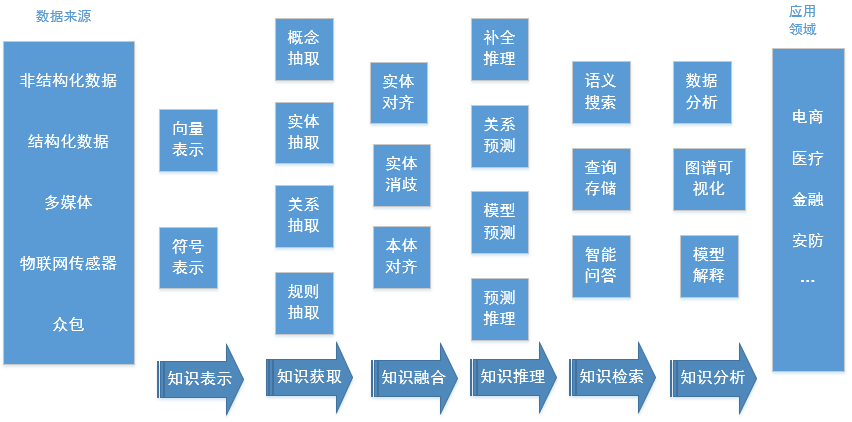 数据来源
非结构化数据
结构化数据
多媒体
物联网传感器
众包
向量
表示
符号
表示
知识表示
概念
抽取
实体
抽取
关系
抽取
规则
抽取
知识获取
实体
对齐
实体
消歧
本体
对齐
知识融合
补全
推理
关系
预测
模型
预测
预测
推理
知识推理
语义
搜索
查询
存储
智能
问答
知识检索
数据
分析
图谱可
视化
模型
解释
知识分析
应用
领域
电商
医疗
金融
安防
...